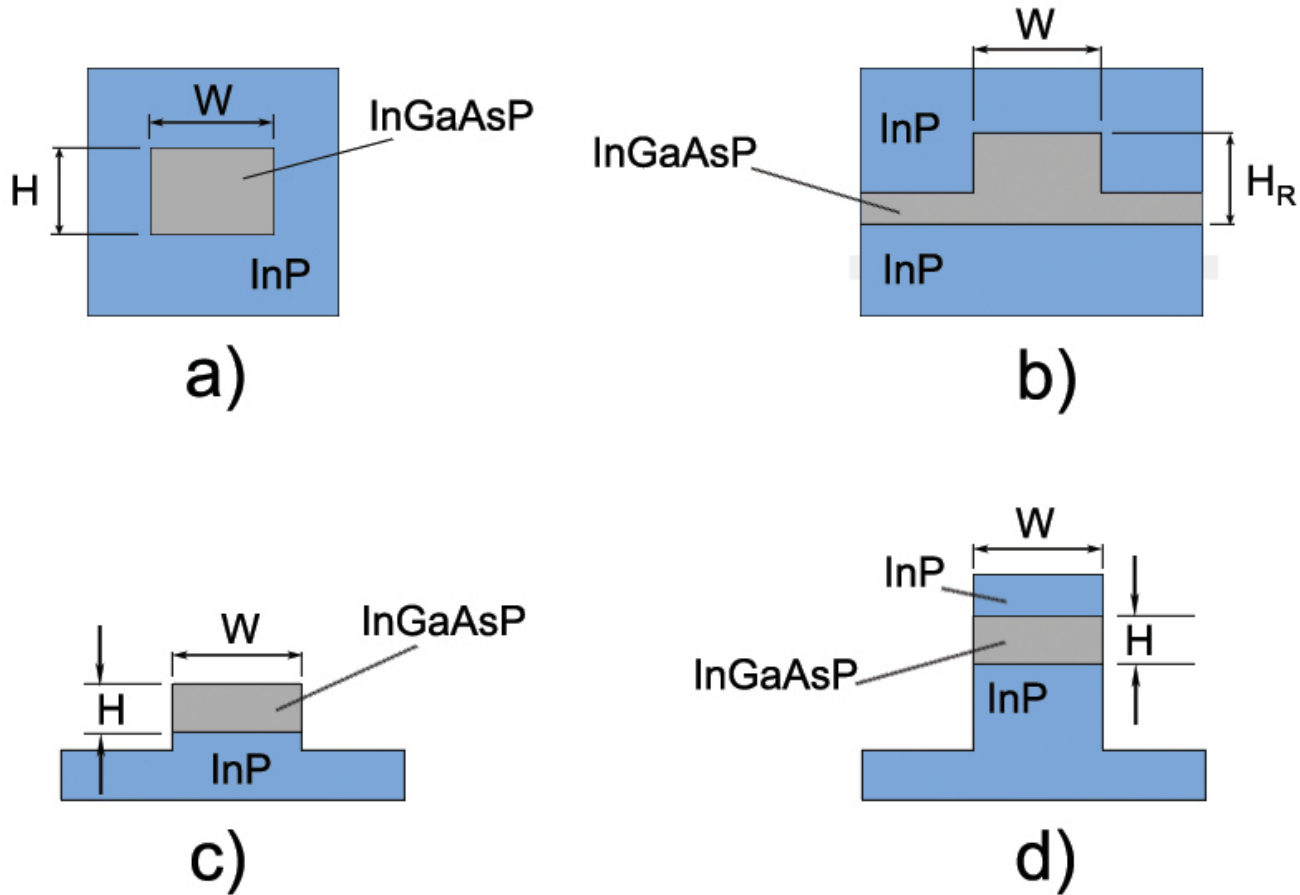 W
InGaAsP
H
InP
a)
W
InP
InGaAsP
H_R
InP
b)
W
InGaAsP
H
InP
c)
W
InP
H
InGaAsP
InP
d)